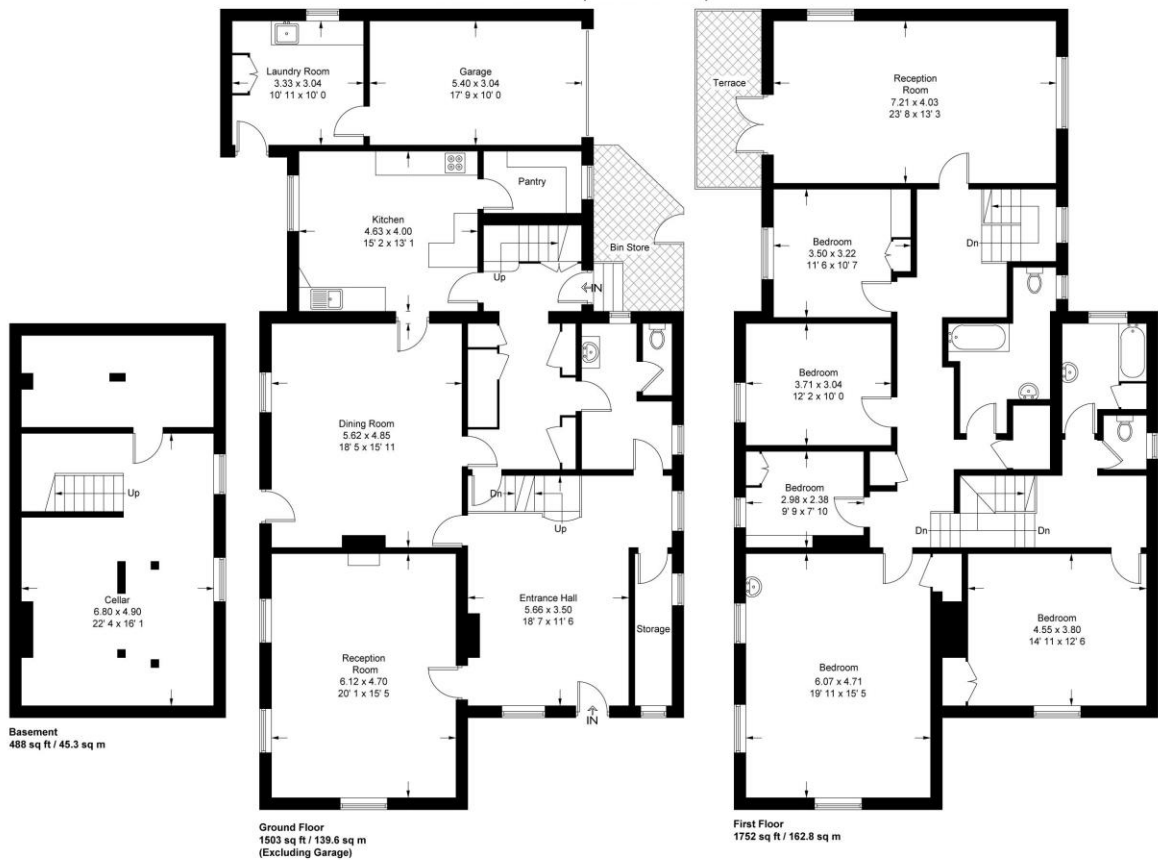 Cellar
6.80 x 4.90
22' 4 x 16' 1
Up
Basement
488 sq ft / 45.3 sq m
Laundry Room
3.33 x 3.04
10' 11 x 10' 0
Garage
5.40 x 3.04
17' 9 x 10' 0
Kitchen
4.63 x 4.00
15' 2 x 13' 1
Pantry
Bin Store
Up
IN
Dining Room
5.62 x 4.85
18' 5 x 15' 11
Dn
Up
Entrance Hall
5.66 x 3.50
18' 7 x 11' 6
Storage
Reception
Room
6.12 x 4.70
20' 1 x 15' 5
IN
Ground Floor
1503 sq ft / 139.6 sq m
(Excluding Garage)
Terrace
Reception
Room
7.21 x 4.03
23' 8 x 13' 3
Bedroom
3.50 x 3.22
11' 6 x 10' 7
Dn
Bedroom
3.71 x 3.04
12' 2 x 10' 0
Bedroom
2.98 x 2.38
9' 9 x 7' 10
Dn
Dn
Bedroom
4.55 x 3.80
14' 11 x 12' 6
Bedroom
6.07 x 4.71
19' 11 x 15' 5
First Floor
1752 sq ft / 162.8 sq m